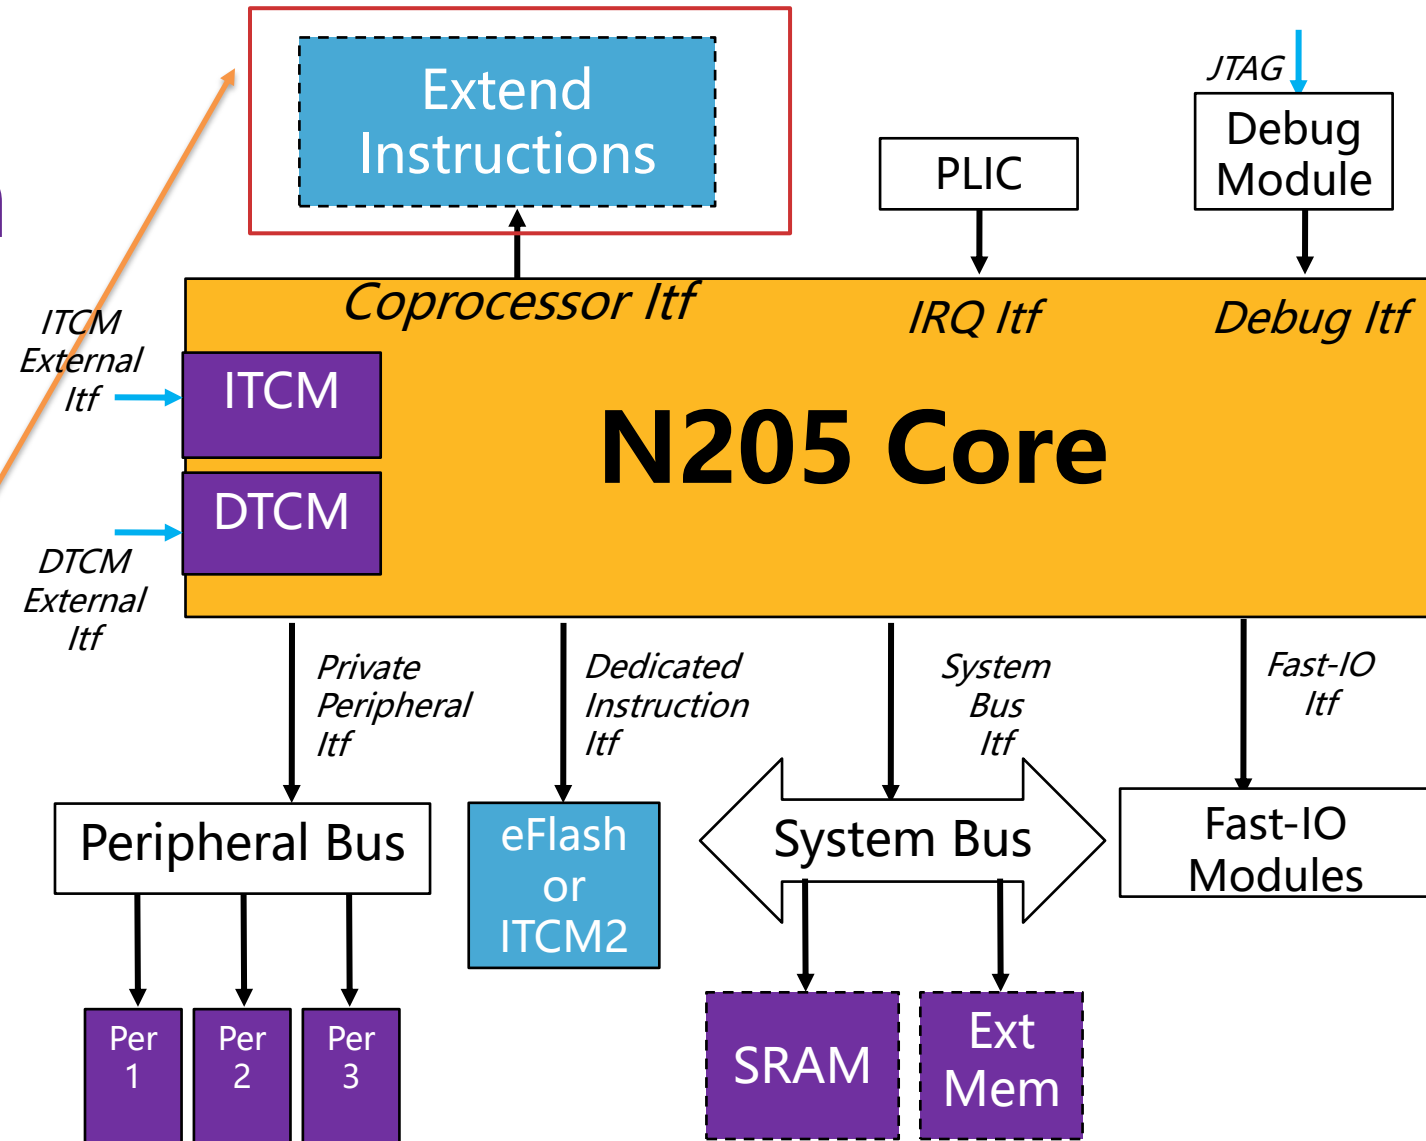 Extend
Instructions
JTAG
Debug
Module
PLIC
Coprocessor Itf
IRQ Itf
Debug Itf
ITCM
External
Itf
ITCM
N205 Core
DTCM
DTCM
External
Itf
Private
Peripheral
Itf
Dedicated
Instruction
Itf
System
Bus
Itf
Fast-IO
Itf
Peripheral Bus
eFlash
or
ITCM2
System Bus
Fast-IO
Modules
Per
1
Per
2
Per
3
SRAM
Ext
Mem